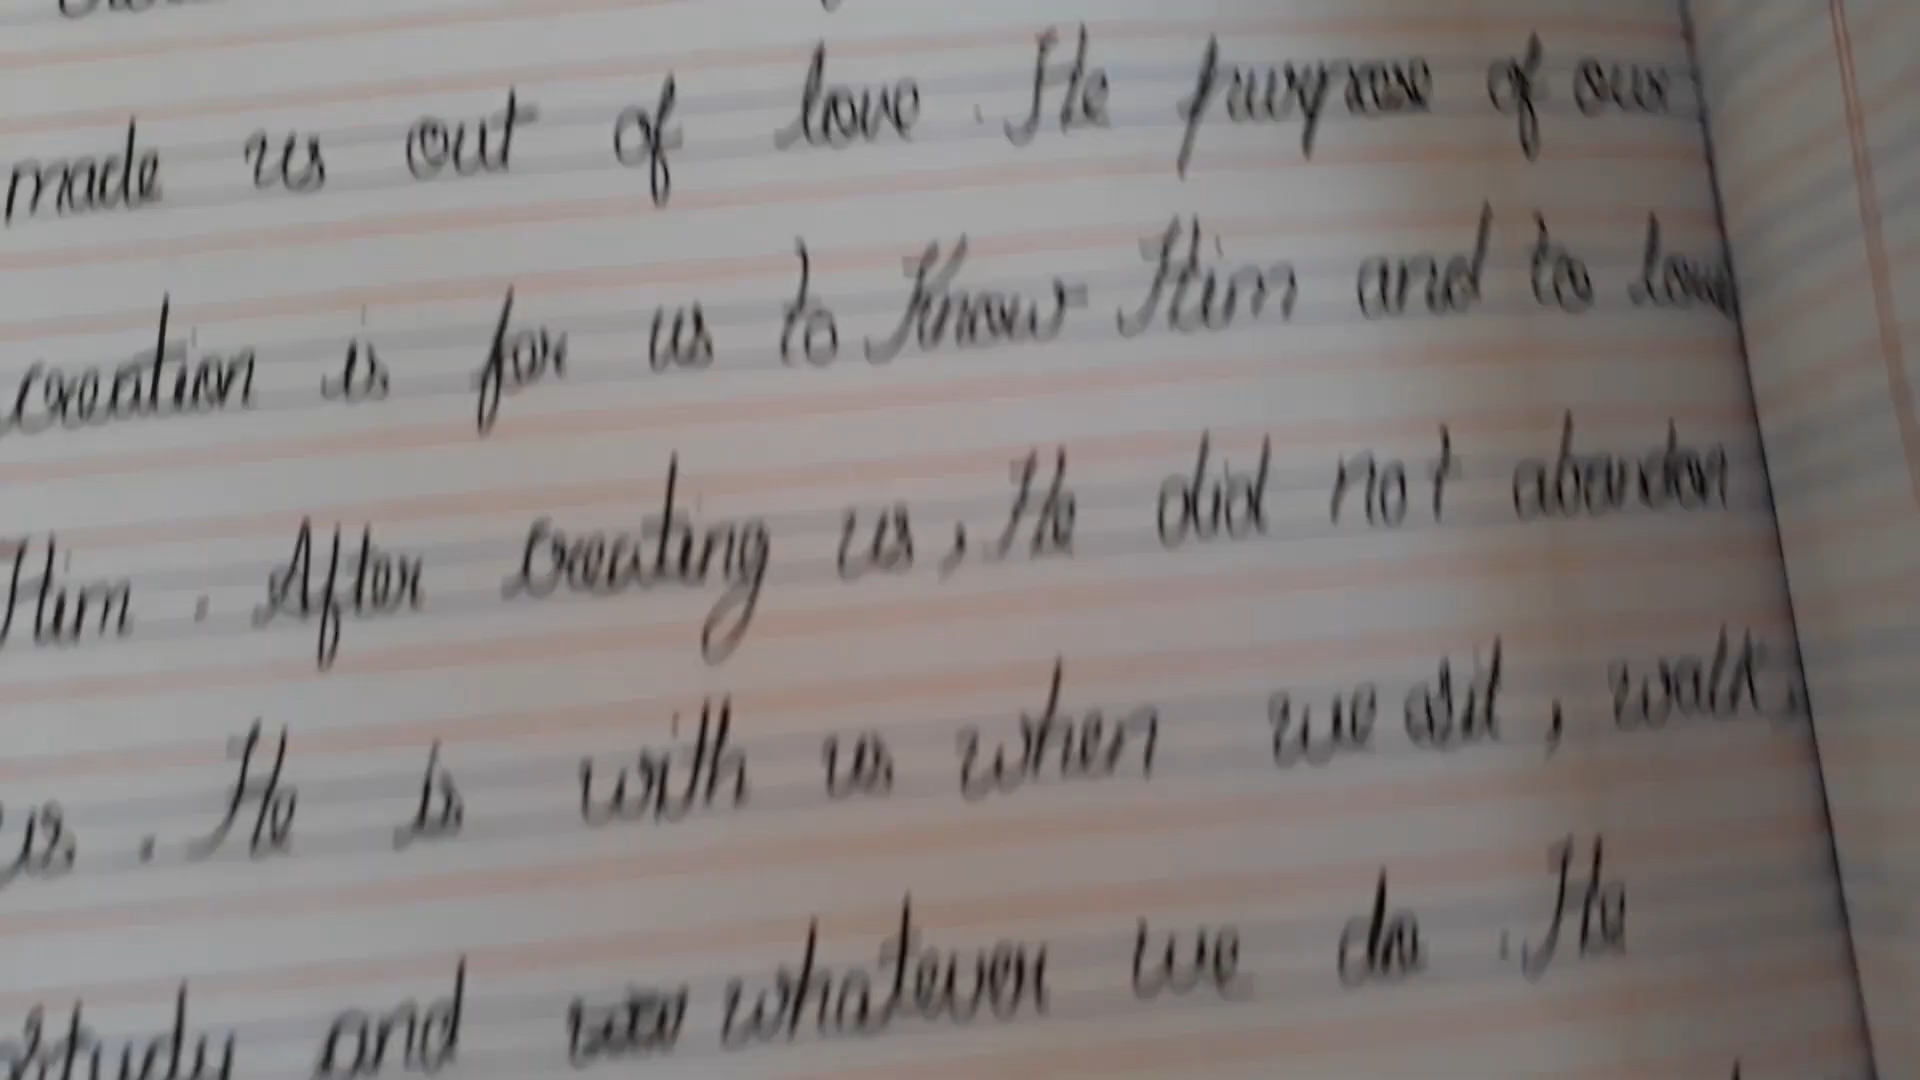 made us out of love. He purpose of our
creation is for us to Know Him and to love
Him. After creating us, He did not abandon
us. He is with us when we sit, walk,
study and whatever we do. He